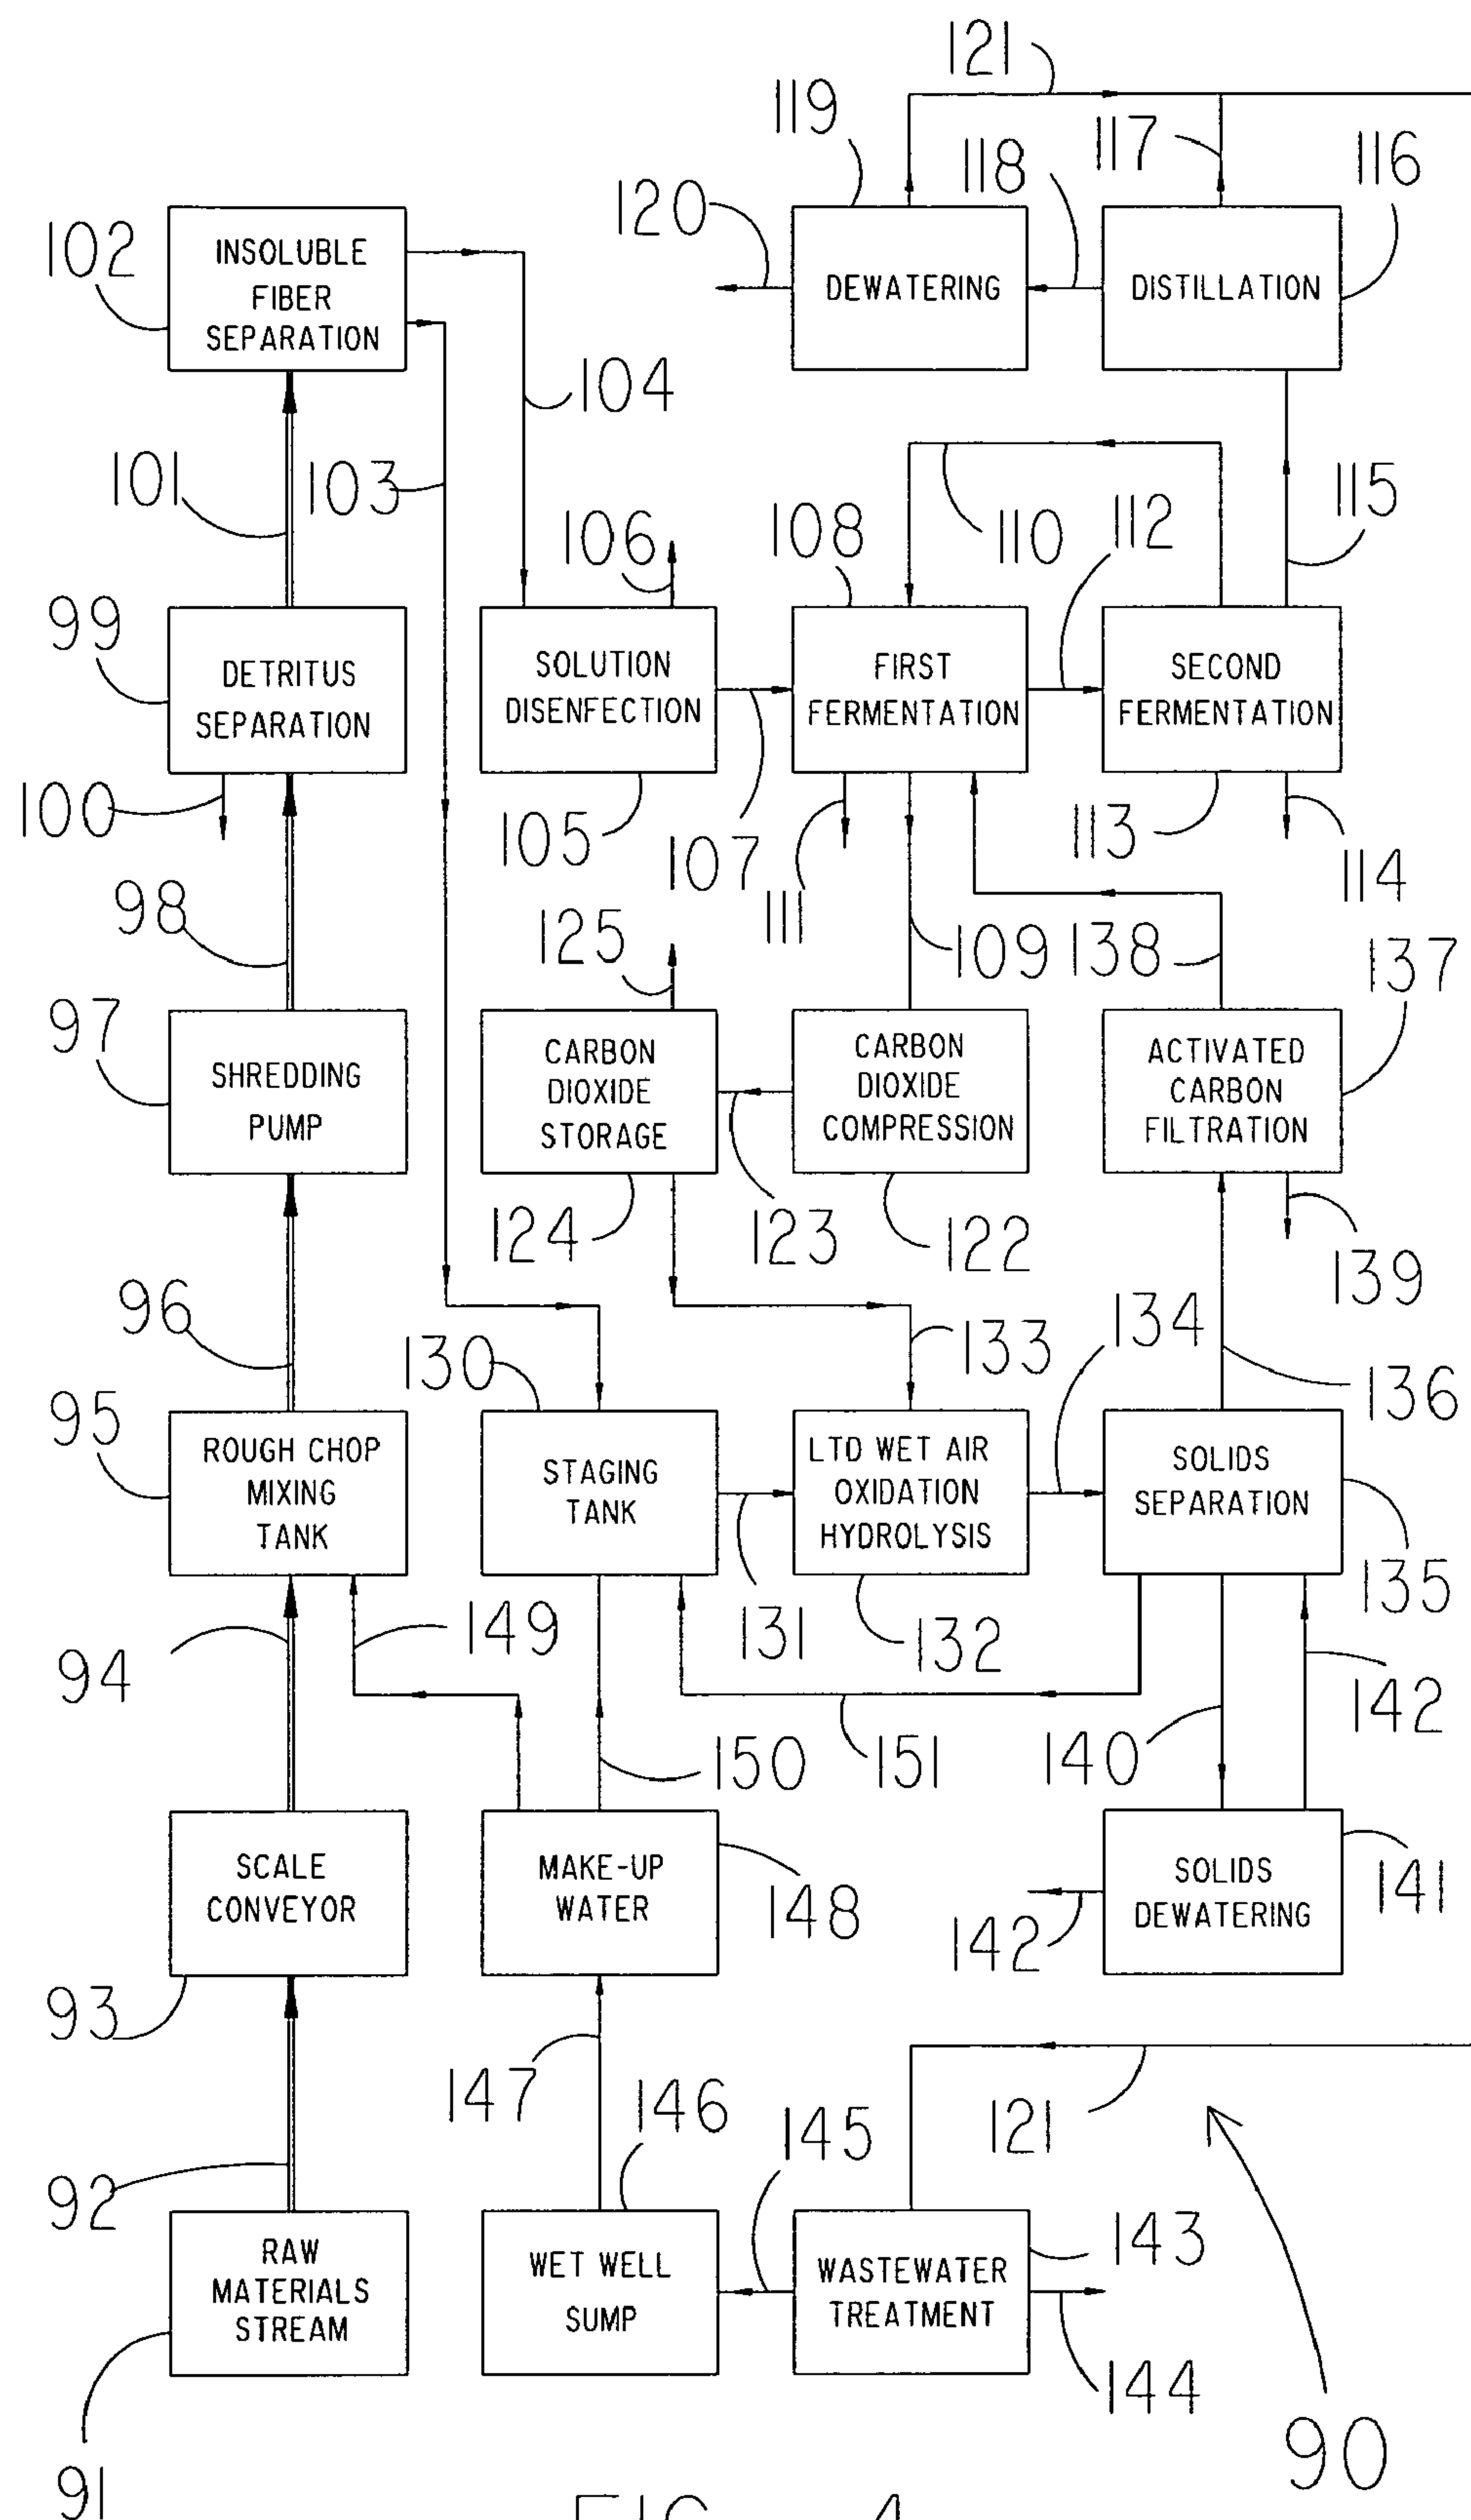 121
119
117
118
116
120
102
INSOLUBLE
FIBER
SEPARATION
DEWATERING
DISTILLATION
104
101
103
115
108
110
112
106
99
DETRITUS
SEPARATION
SOLUTION
DISENFECTION
FIRST
FERMENTATION
SECOND
FERMENTATION
100
105
107
111
113
114
98
125
109
138
137
97
SHREDDING
PUMP
CARBON
DIOXIDE
STORAGE
CARBON
DIOXIDE
COMPRESSION
ACTIVATED
CARBON
FILTRATION
124
123
122
139
96
130
133
134
136
95
ROUGH CHOP
MIXING
TANK
STAGING
TANK
LTD WET AIR
OXIDATION
HYDROLYSIS
SOLIDS
SEPARATION
135
149
131
132
94
142
150
151
140
SCALE
CONVEYOR
MAKE-UP
WATER
148
SOLIDS
DEWATERING
141
142
93
147
146
145
121
92
RAW
MATERIALS
STREAM
WET WELL
SUMP
WASTEWATER
TREATMENT
143
144
91
90